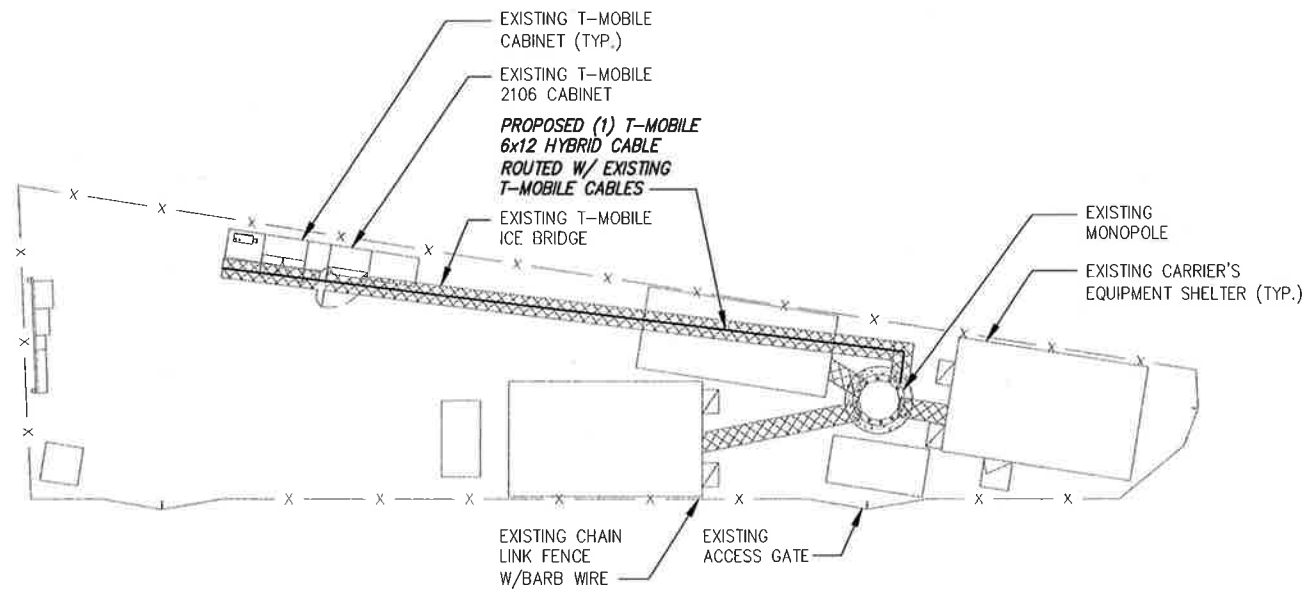 EXISTING T-MOBILE
CABINET (TYP.)
EXISTING T-MOBILE
2106 CABINET
PROPOSED (1) T-MOBILE
6x12 HYBRID CABLE
ROUTED W/ EXISTING
T-MOBILE CABLES
EXISTING T-MOBILE
ICE BRIDGE
EXISTING
MONOPOLE
EXISTING CARRIER'S
EQUIPMENT SHELTER (TYP.)
EXISTING CHAIN
LINK FENCE
W/BARB WIRE
EXISTING
ACCESS GATE